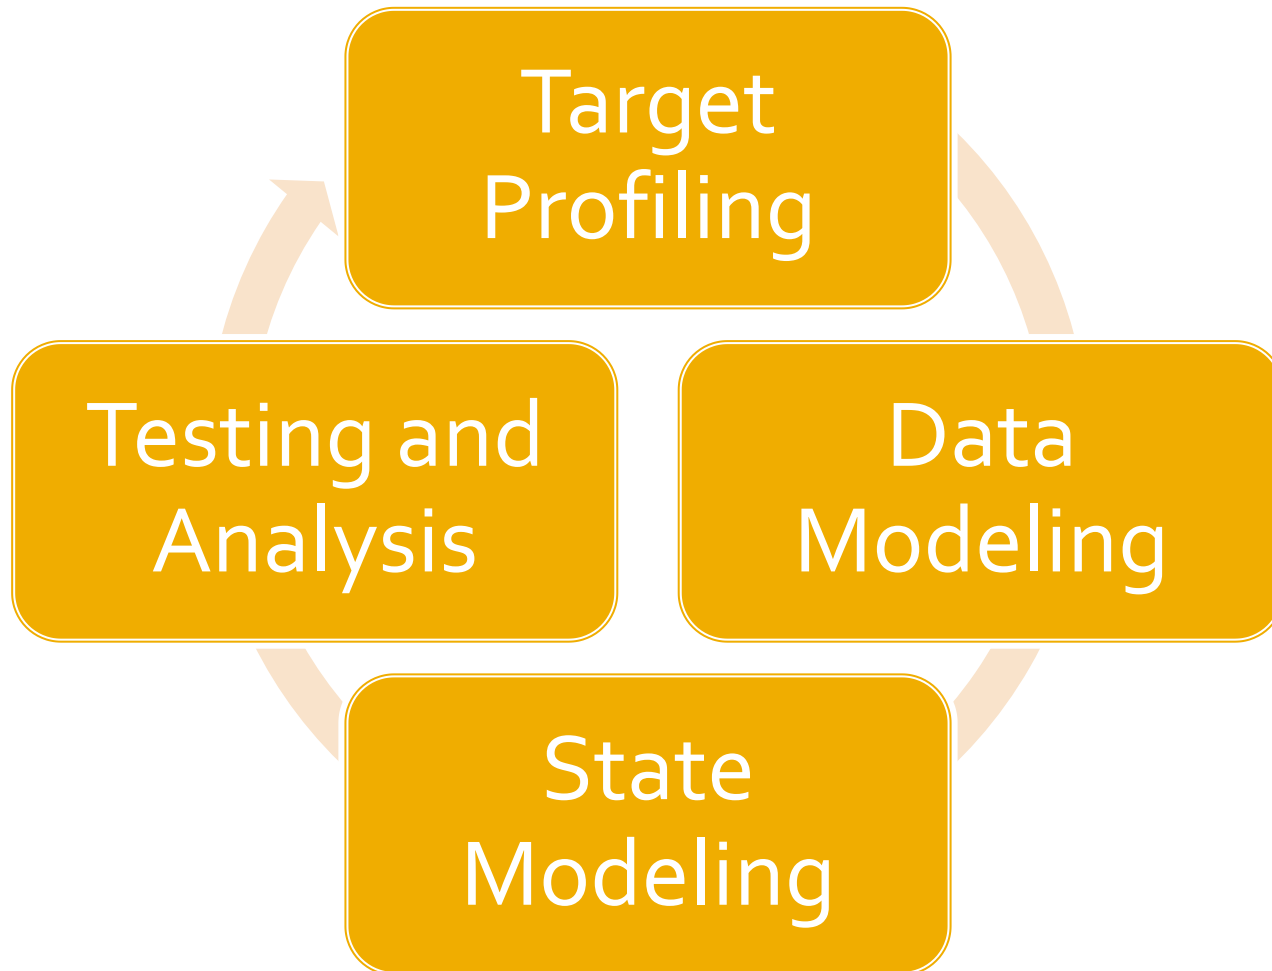 Target
Profiling
Data
Modeling
State
Modeling
Testing and
Analysis